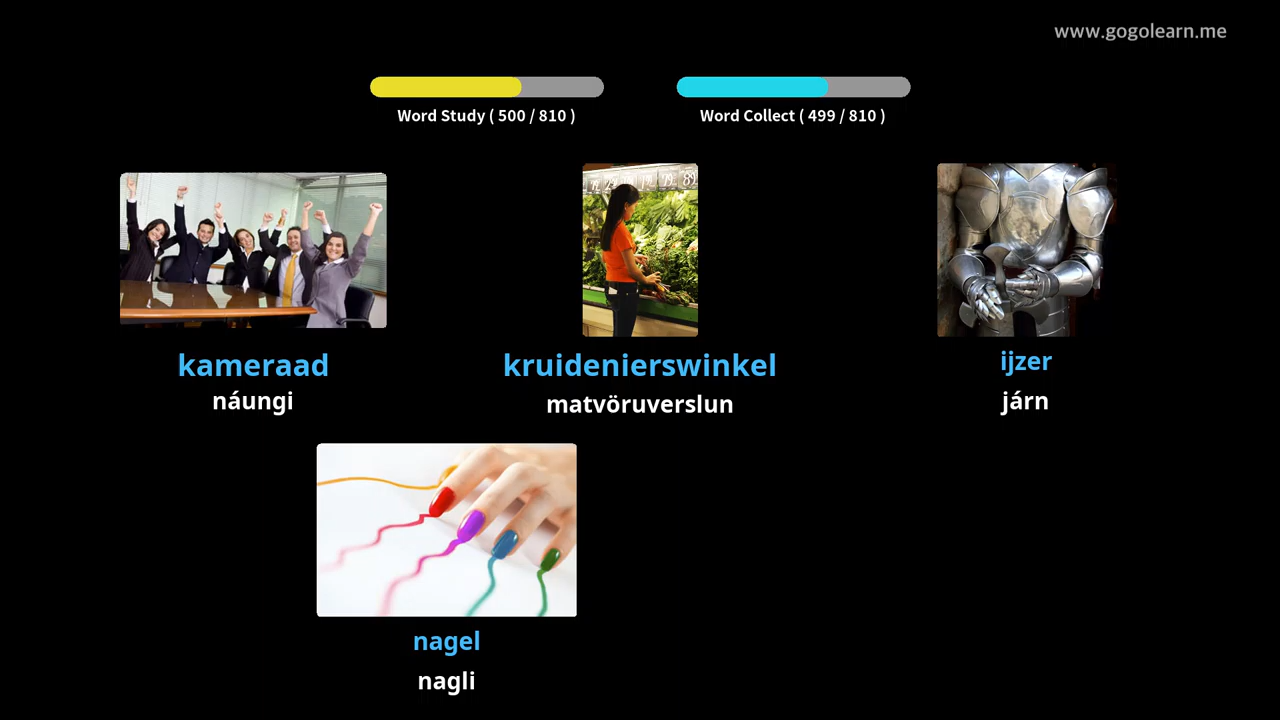 www.gogolearn.me
Word Study ( 500 / 810 )
Word Collect ( 499 / 810 )
kameraad
náungi
kruidenierswinkel
matvöruverslun
ijzer
járn
nagel
nagli